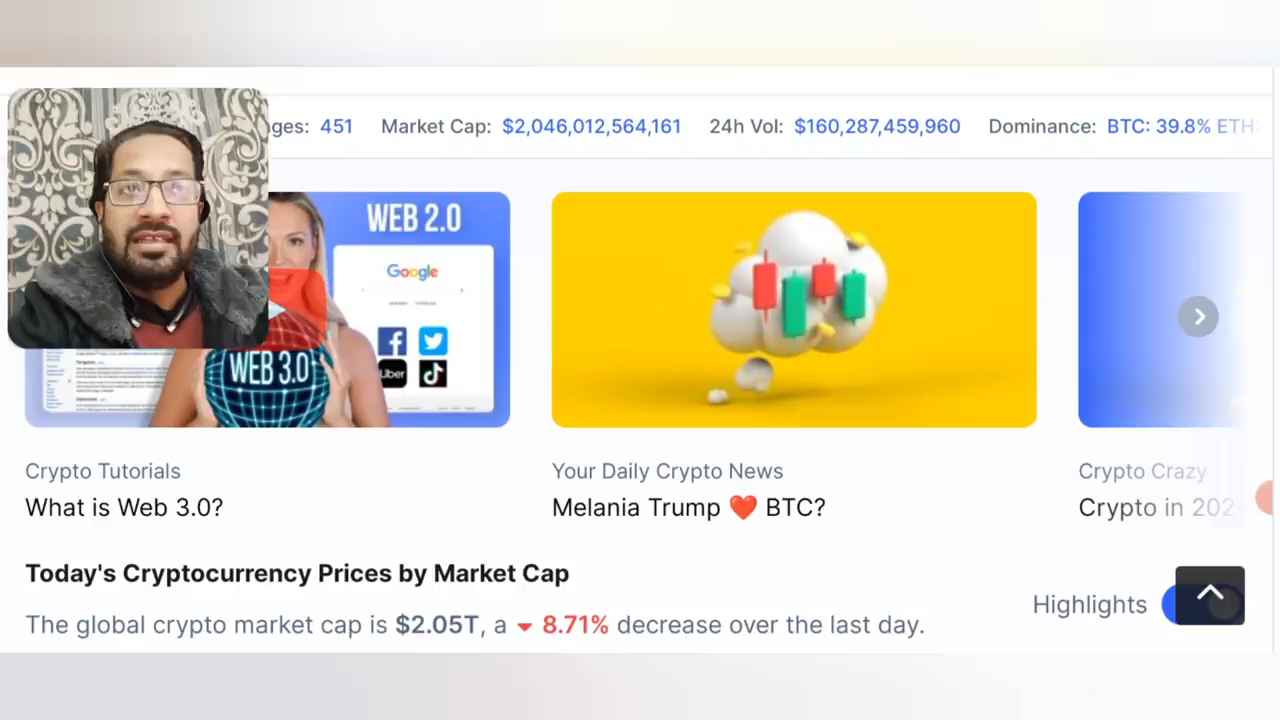 ges: 451 Market Cap: $2,046,012,564,161 24h Vol: $160,287,459,960 Dominance: BTC: 39.8% ETH:
WEB 2.0
Google
Uber
WEB 3.0
Crypto Tutorials
What is Web 3.0?
Your Daily Crypto News
Melania Trump ❤️ BTC?
Crypto Crazy
Crypto in 202
Today's Cryptocurrency Prices by Market Cap
The global crypto market cap is $2.05T, a 8.71% decrease over the last day.
Highlights